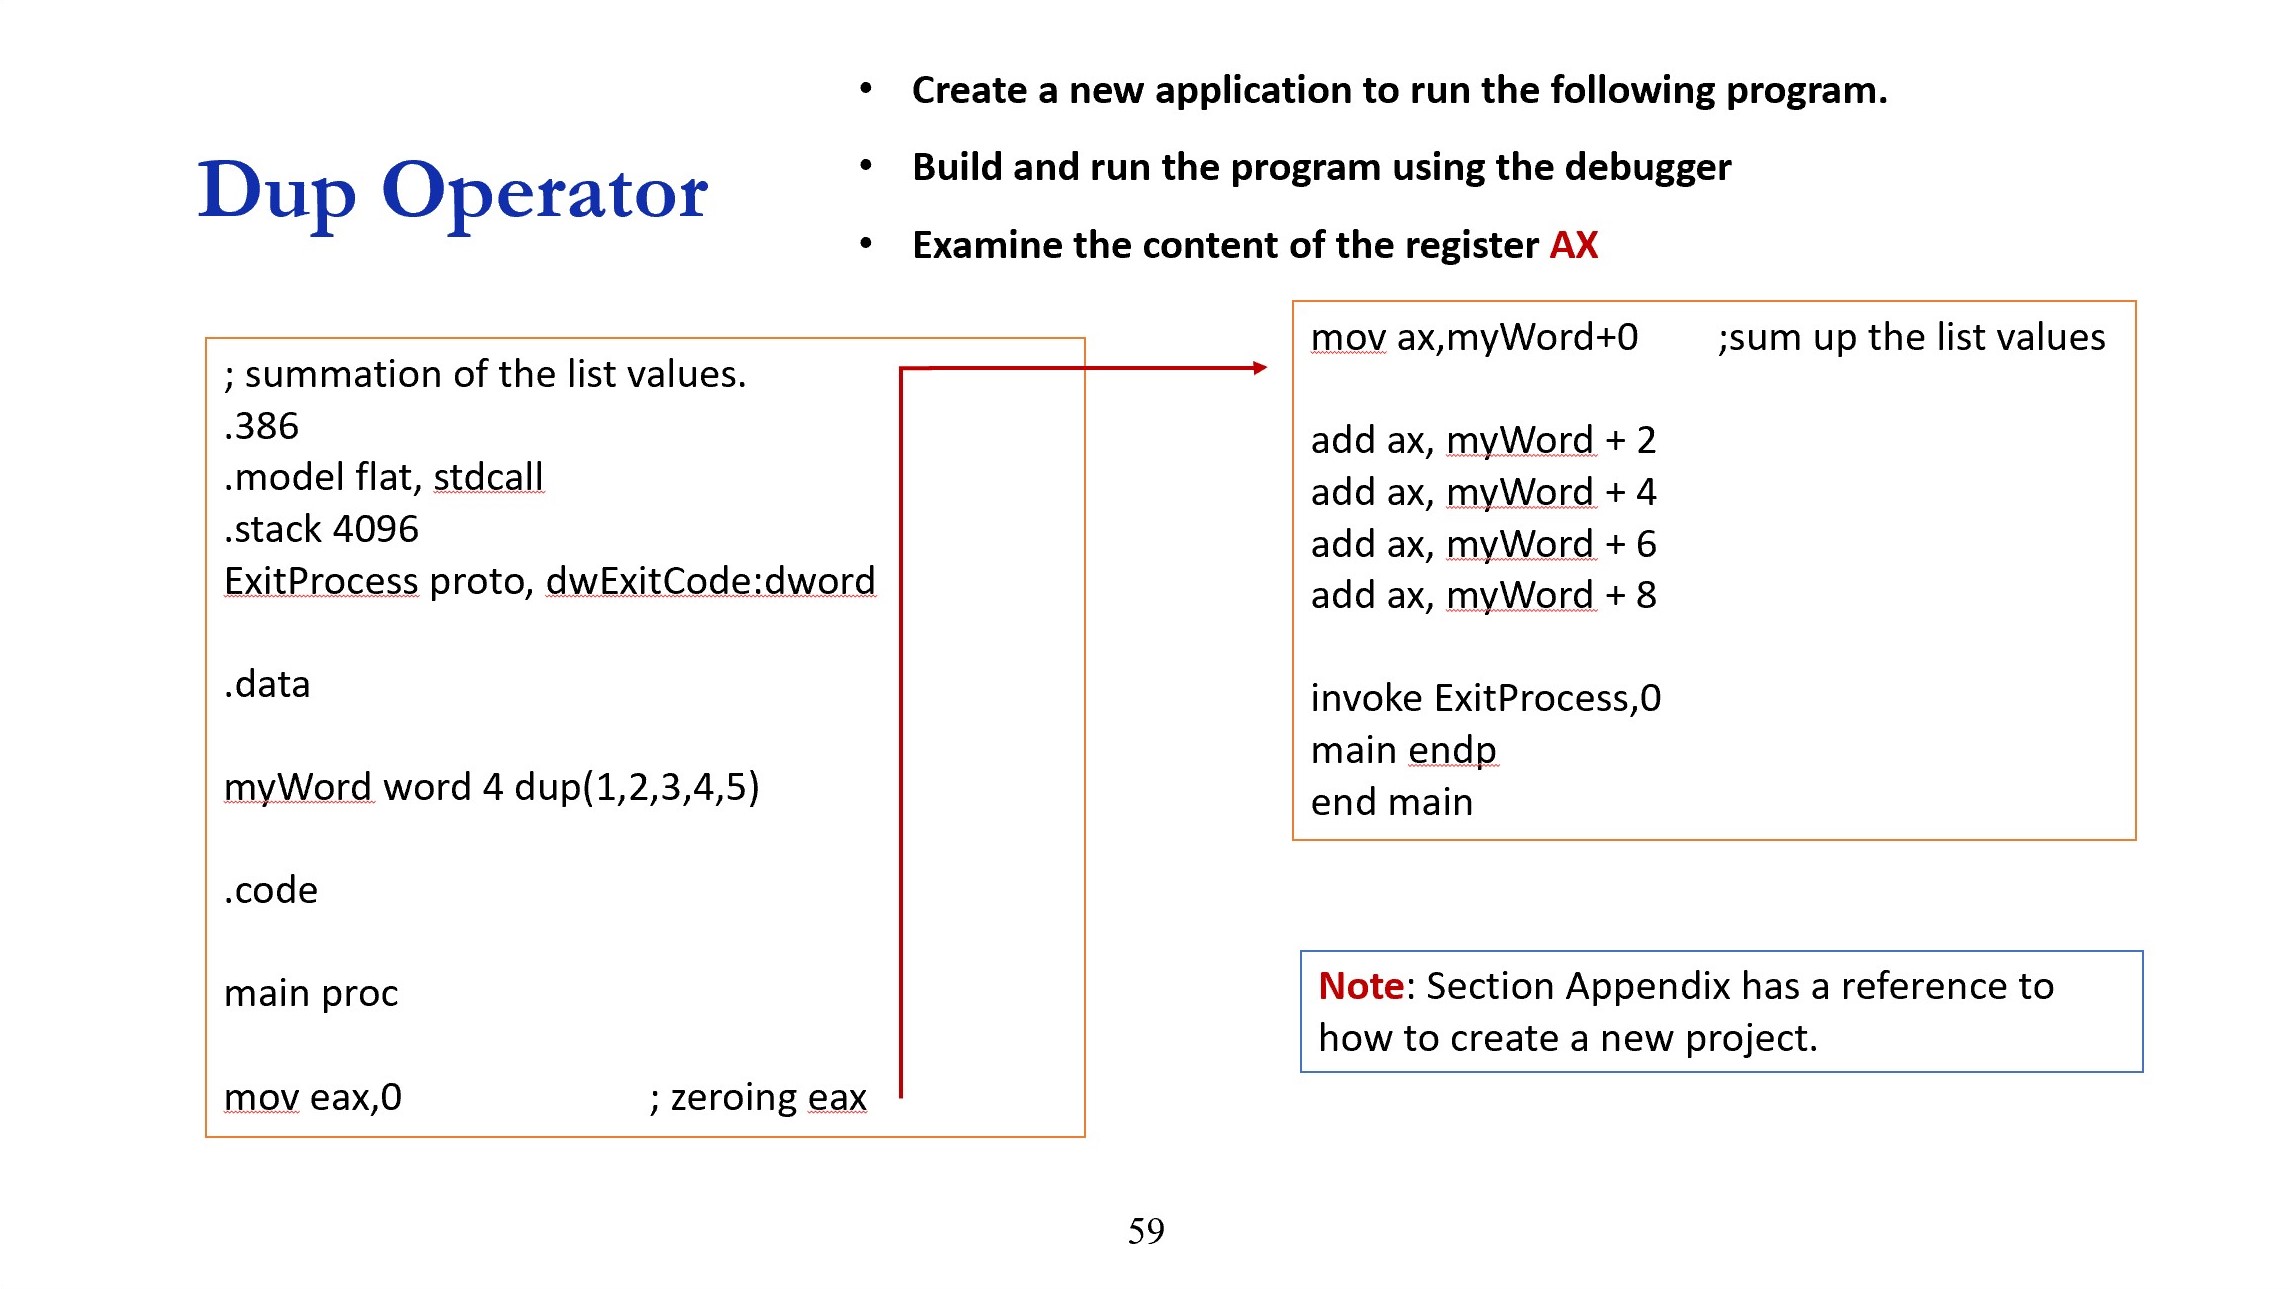 Dup Operator
• Create a new application to run the following program.
• Build and run the program using the debugger
• Examine the content of the register AX
; summation of the list values.
.386
.model flat, stdcall
.stack 4096
ExitProcess proto, dwExitCode:dword
.data
myWord word 4 dup(1,2,3,4,5)
.code
main proc
mov eax,0 ; zeroing eax
mov ax,myWord+0 ;sum up the list values
add ax, myWord + 2
add ax, myWord + 4
add ax, myWord + 6
add ax, myWord + 8
invoke ExitProcess,0
main endp
end main
Note: Section Appendix has a reference to
how to create a new project.
59